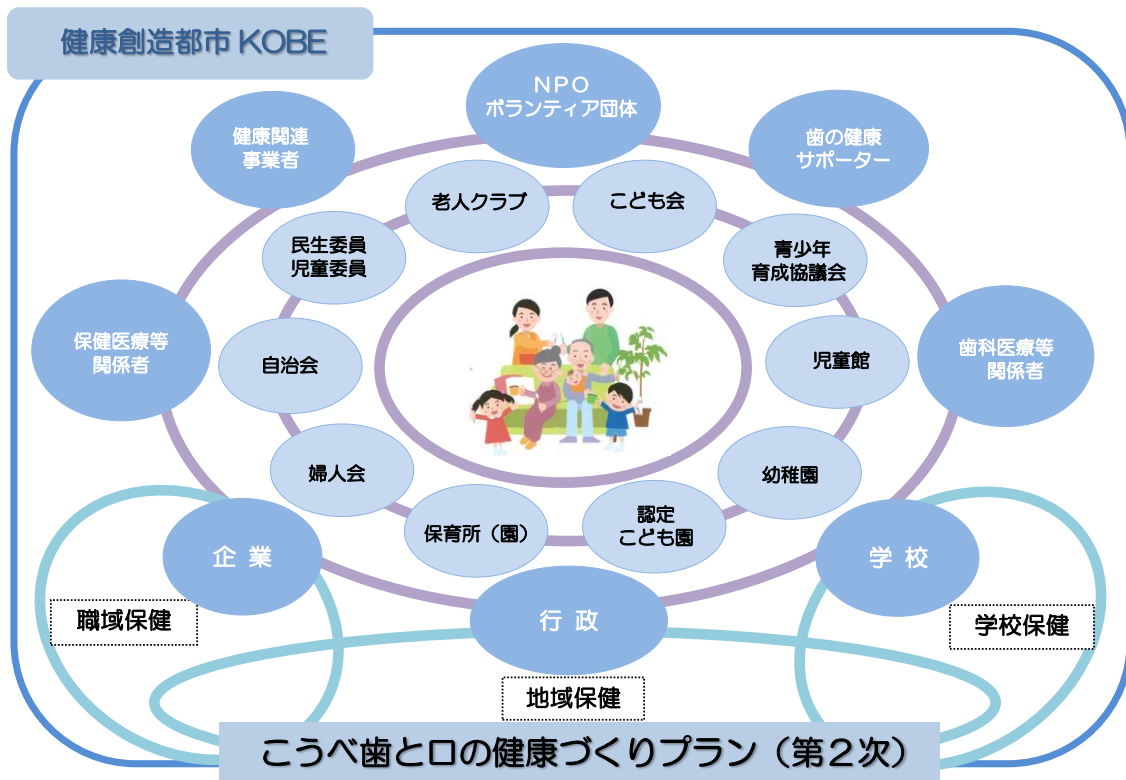 健康創造都市 KOBE
ＮＰＯ
ボランティア団体
健康関連
事業者
歯の健康
サポーター
老人クラブ
こども会
民生委員
児童委員
青少年
育成協議会
保健医療等
関係者
自治会
児童館
歯科医療等
関係者
婦人会
幼稚園
保育所（園）
認定
こども園
企 業
学 校
行 政
職域保健
学校保健
地域保健
こうべ歯と口の健康づくりプラン（第２次）